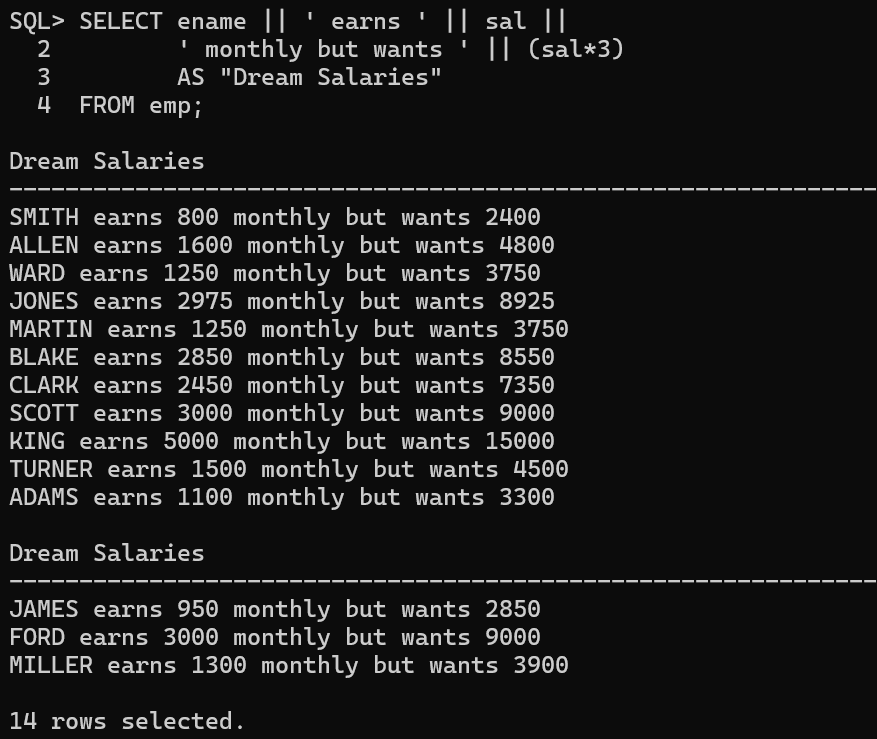 SQL> SELECT ename || ' earns ' || sal ||
  2         ' monthly but wants ' || (sal*3)
  3         AS "Dream Salaries"
  4  FROM emp;
Dream Salaries
--------------------------------------------------------------
SMITH earns 800 monthly but wants 2400
ALLEN earns 1600 monthly but wants 4800
WARD earns 1250 monthly but wants 3750
JONES earns 2975 monthly but wants 8925
MARTIN earns 1250 monthly but wants 3750
BLAKE earns 2850 monthly but wants 8550
CLARK earns 2450 monthly but wants 7350
SCOTT earns 3000 monthly but wants 9000
KING earns 5000 monthly but wants 15000
TURNER earns 1500 monthly but wants 4500
ADAMS earns 1100 monthly but wants 3300
Dream Salaries
--------------------------------------------------------------
JAMES earns 950 monthly but wants 2850
FORD earns 3000 monthly but wants 9000
MILLER earns 1300 monthly but wants 3900
14 rows selected.